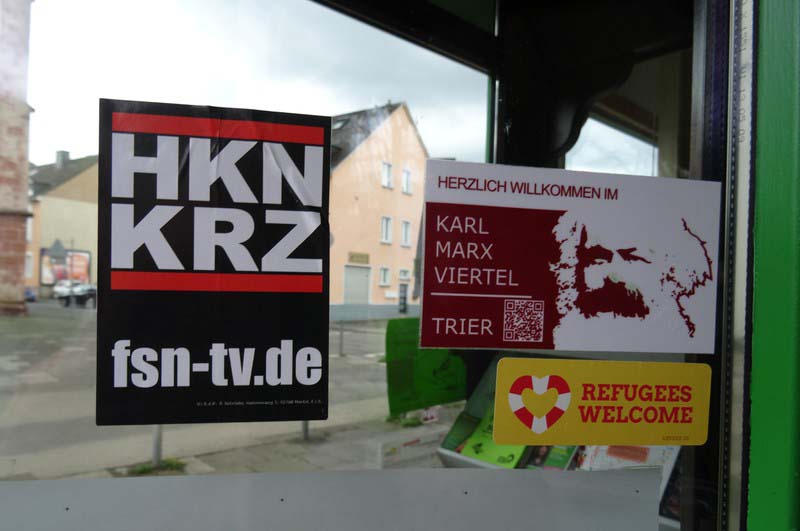 HKN
KRZ
fsn-tv.de
HERZLICH WILLKOMMEN IM
KARL
MARX
VIERTEL
TRIER
REFUGEES
WELCOME